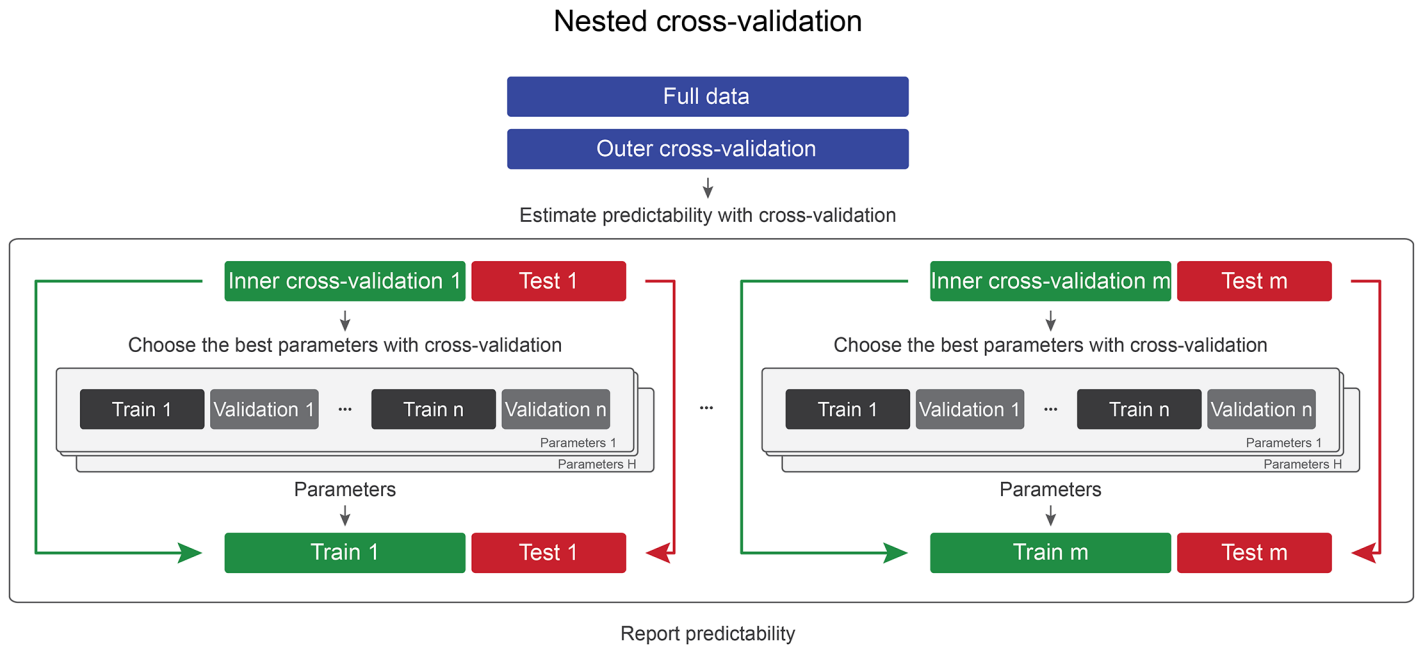 Nested cross-validation
Full data
Outer cross-validation
Estimate predictability with cross-validation
Inner cross-validation 1
Test 1
Choose the best parameters with cross-validation
Train 1
Validation 1
...
Train n
Validation n
Parameters 1
Parameters H
Parameters
Train 1
Test 1
...
Inner cross-validation m
Test m
Choose the best parameters with cross-validation
Train 1
Validation 1
...
Train n
Validation n
Parameters 1
Parameters H
Parameters
Train m
Test m
Report predictability